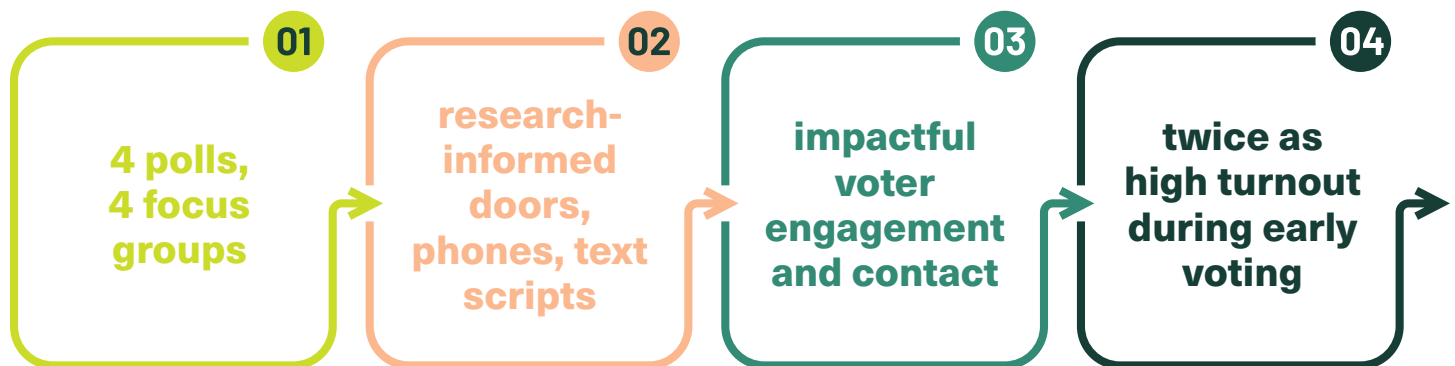 01
4 polls,
4 focus
groups
02
research-
informed
doors,
phones, text
scripts
03
impactful
voter
engagement
and contact
04
twice as
high turnout
during early
voting